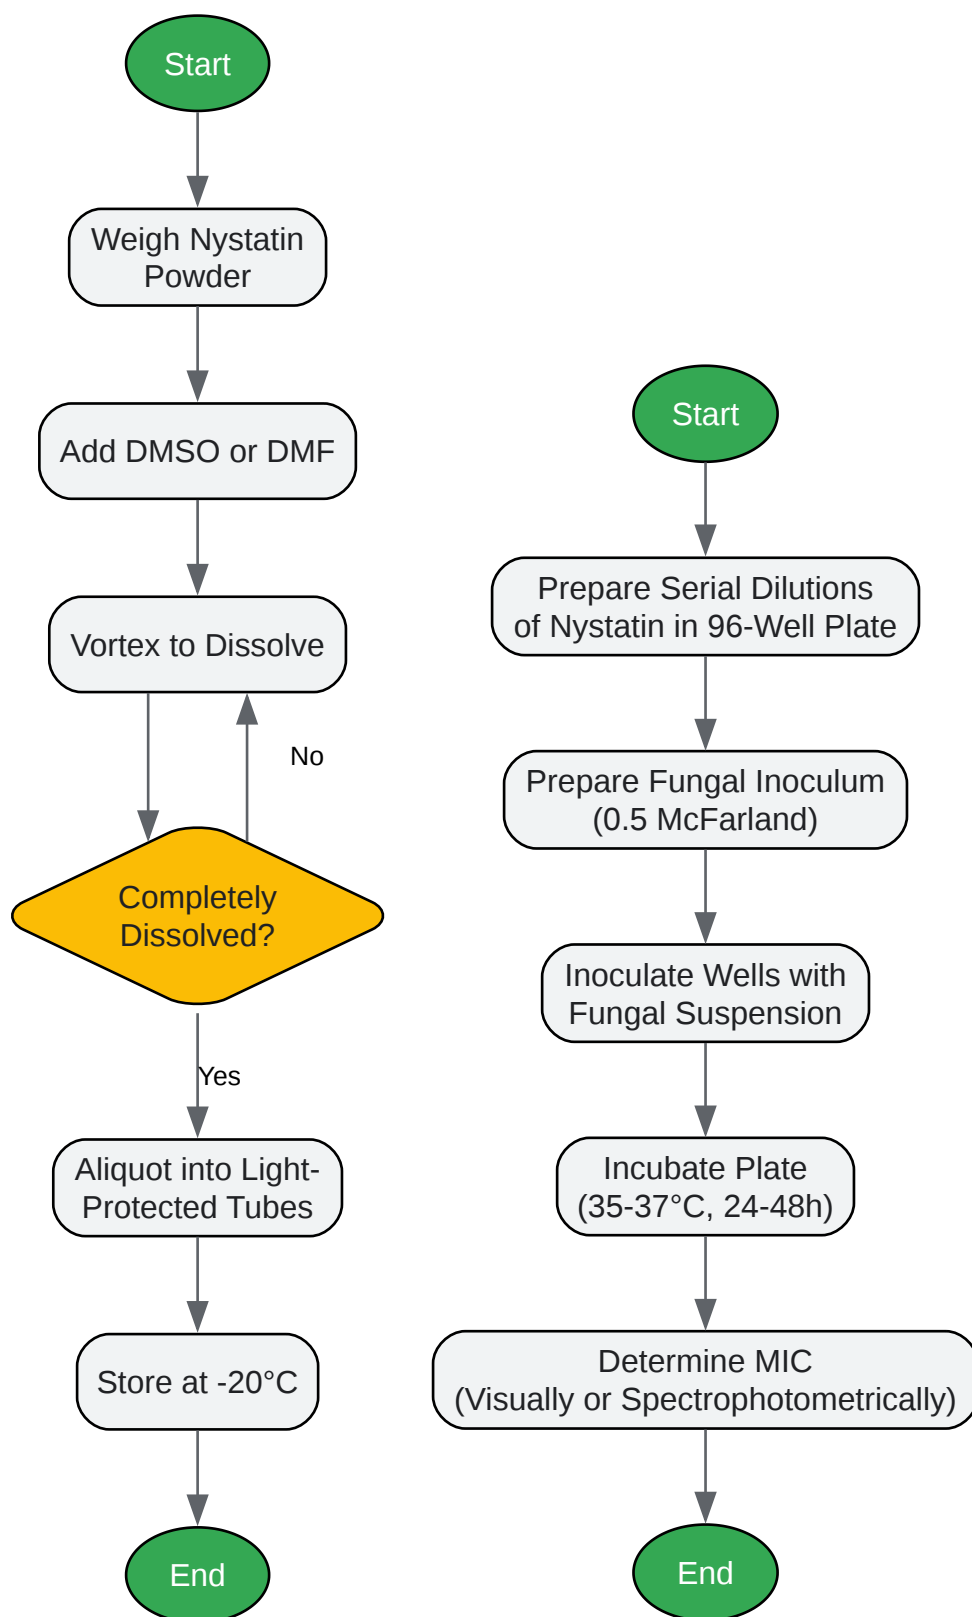 Start
Weigh Nystatin
Powder
Add DMSO or DMF
Vortex to Dissolve
No
Completely
Dissolved?
Yes
Aliquot into Light-
Protected Tubes
Store at -20°C
End
Start
Prepare Serial Dilutions
of Nystatin in 96-Well Plate
Prepare Fungal Inoculum
(0.5 McFarland)
Inoculate Wells with
Fungal Suspension
Incubate Plate
(35-37°C, 24-48h)
Determine MIC
(Visually or Spectrophotometrically)
End